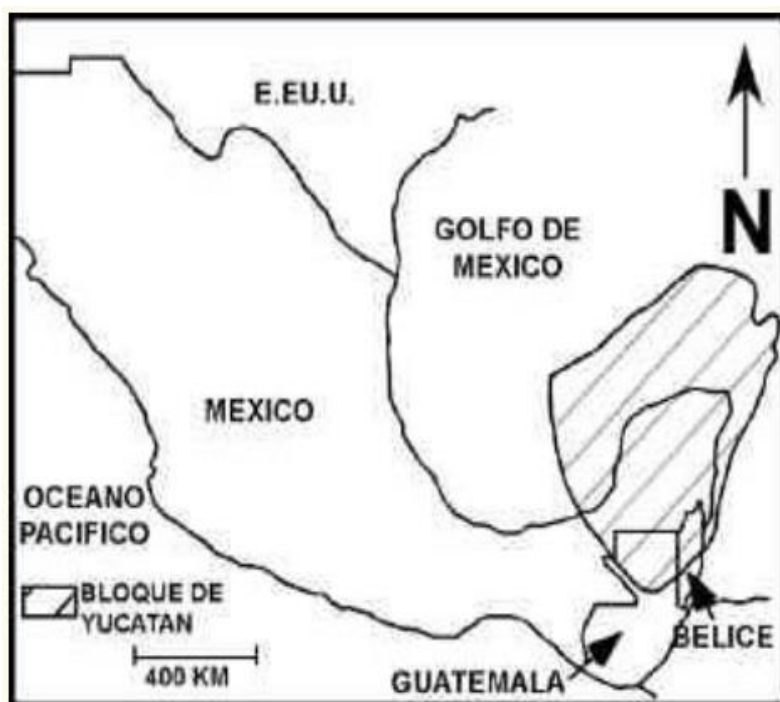 E.EU.U.
GOLFO DE
MEXICO
N
MEXICO
OCEANO
PACIFICO
BLOQUE DE
YUCATAN
400 KM
BELICE
GUATEMALA